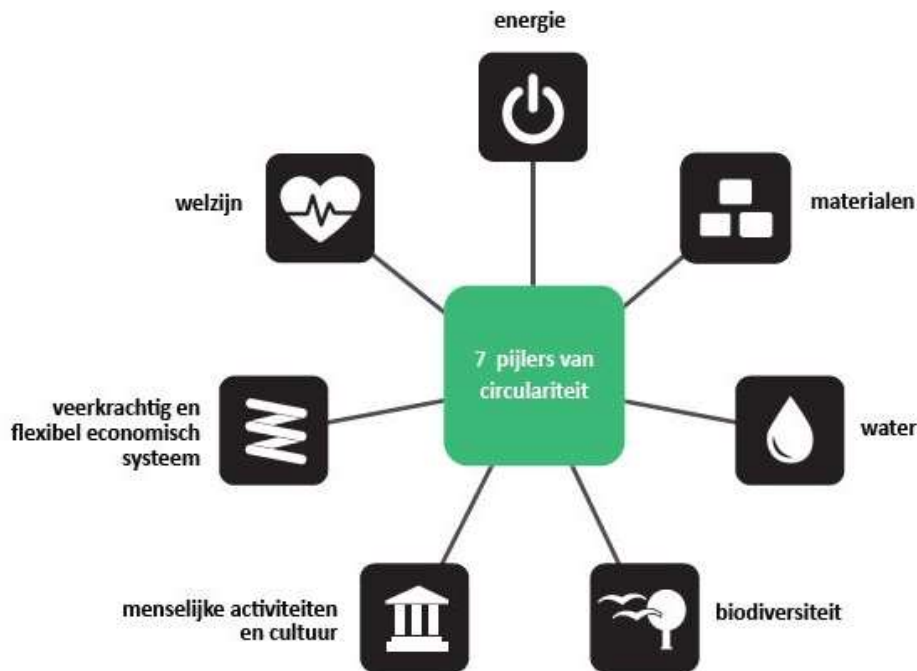 energie
welzijn
materialen
7 pijlers van
circulariteit
veerkrachtig en
flexibel economisch
systeem
water
menselijke activiteiten
en cultuur
biodiversiteit